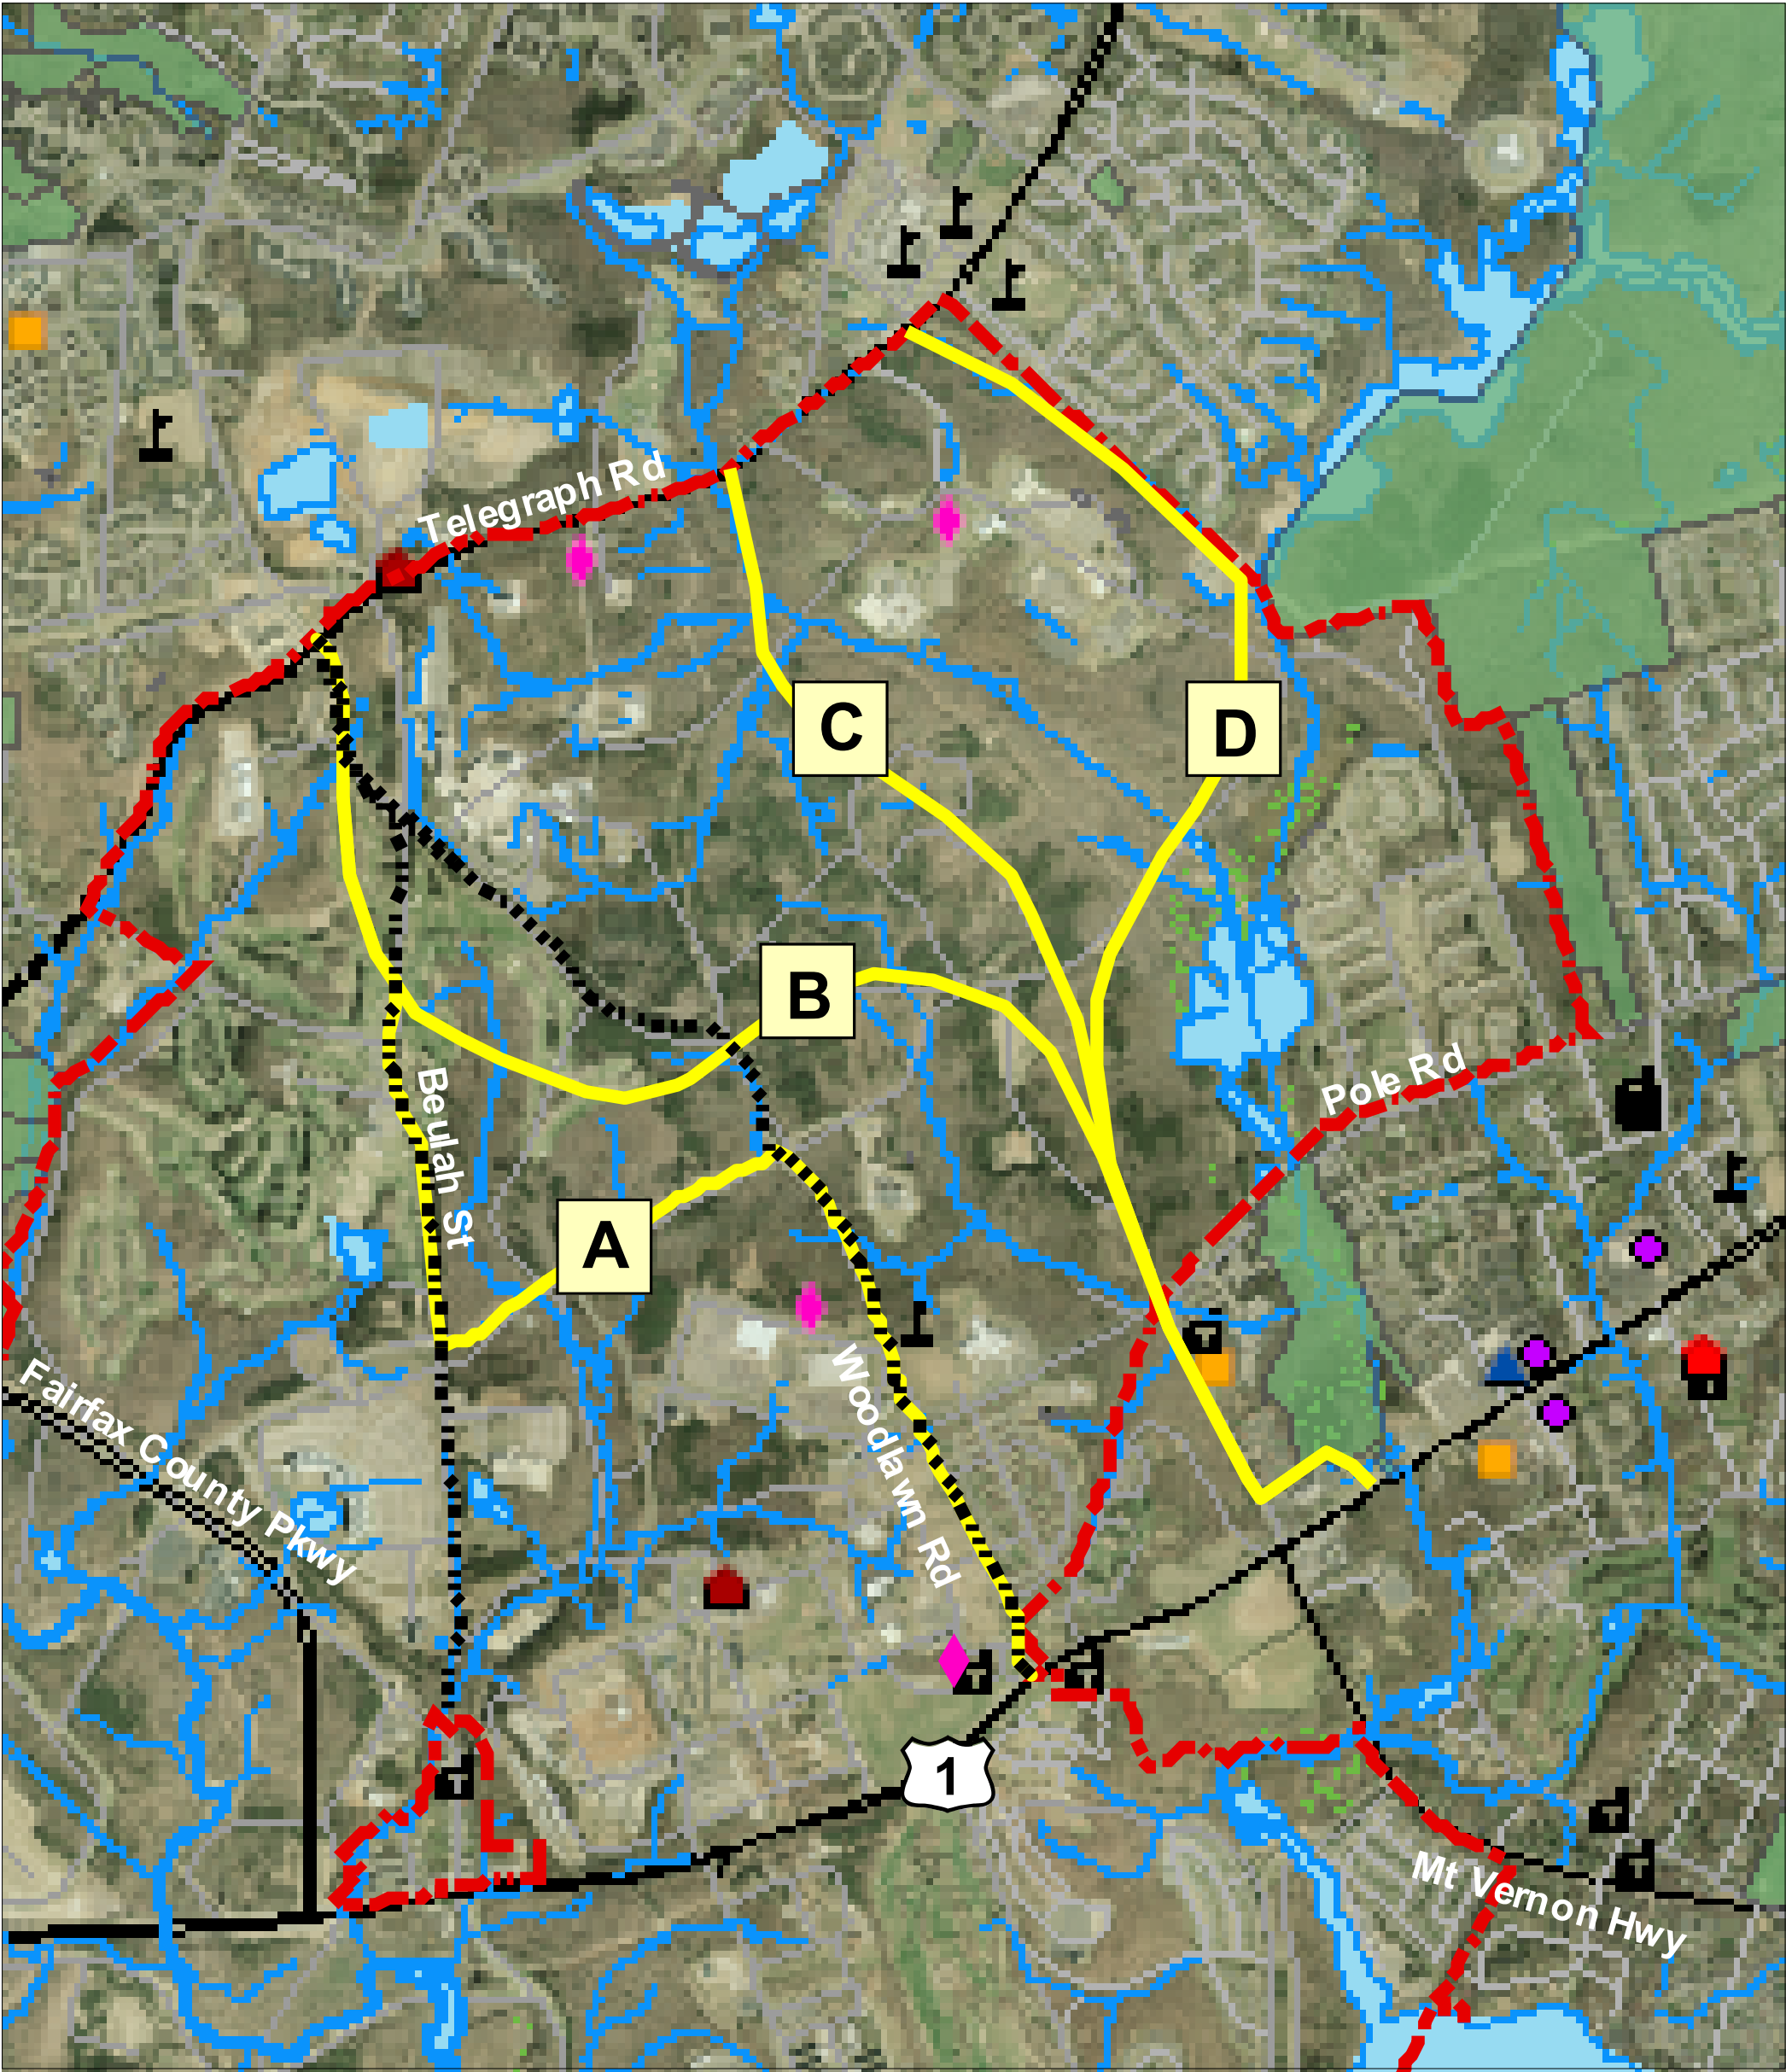 Telegraph Rd
C
D
B
Pole Rd
Beulah St
A
Woodlawn Rd
Fairfax County Pkwy
1
Mt Vernon Hwy